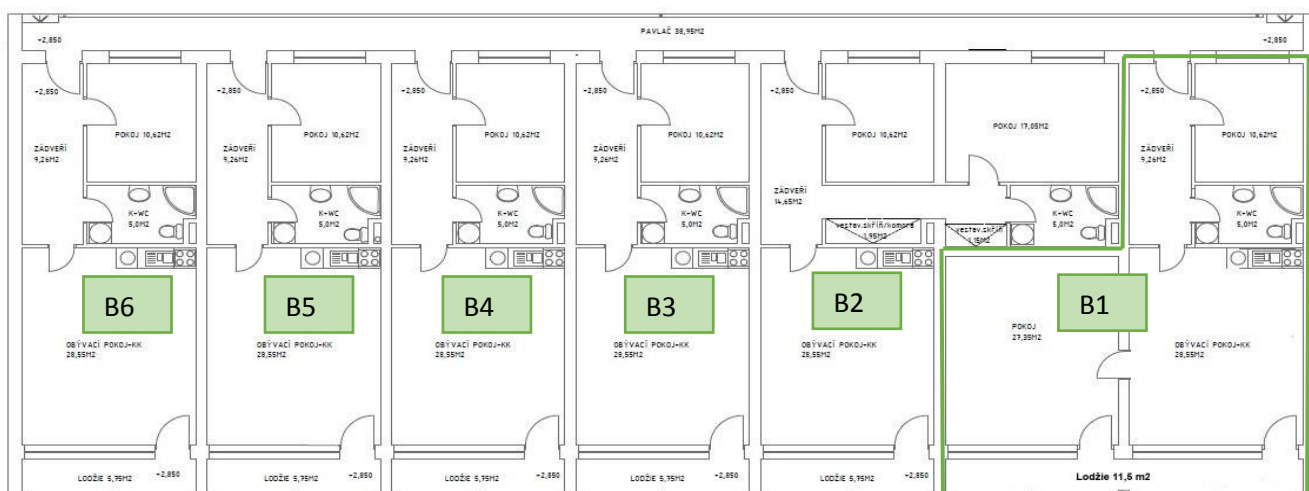 PAVLAČ 38,95M2
-2,850
-2,850
-2,850
-2,850
-2,850
-2,850
-2,850
-2,850
POKOJ 10,62M2
POKOJ 10,62M2
POKOJ 10,62M2
POKOJ 10,62M2
POKOJ 10,62M2
POKOJ 17,05M2
POKOJ 10,62M2
ZÁDVEŘÍ
9,26M2
ZÁDVEŘÍ
9,26M2
ZÁDVEŘÍ
9,26M2
ZÁDVEŘÍ
9,26M2
ZÁDVEŘÍ
14,65M2
ZÁDVEŘÍ
9,26M2
K+WC
5,0M2
K+WC
5,0M2
K+WC
5,0M2
K+WC
5,0M2
K+WC
5,0M2
K+WC
5,0M2
vestav.skříň/komora
1,95M2
vestav.skříň
1,15M2
B6
B5
B4
B3
B2
B1
OBÝVACÍ POKOJ+KK
28,55M2
OBÝVACÍ POKOJ+KK
28,55M2
OBÝVACÍ POKOJ+KK
28,55M2
OBÝVACÍ POKOJ+KK
28,55M2
OBÝVACÍ POKOJ+KK
28,55M2
POKOJ
27,35M2
OBÝVACÍ POKOJ+KK
28,55M2
LODŽIE 5,75M2
-2,850
LODŽIE 5,75M2
-2,850
LODŽIE 5,75M2
-2,850
LODŽIE 5,75M2
-2,850
LODŽIE 5,75M2
-2,850
Lodžie 11,5 m2